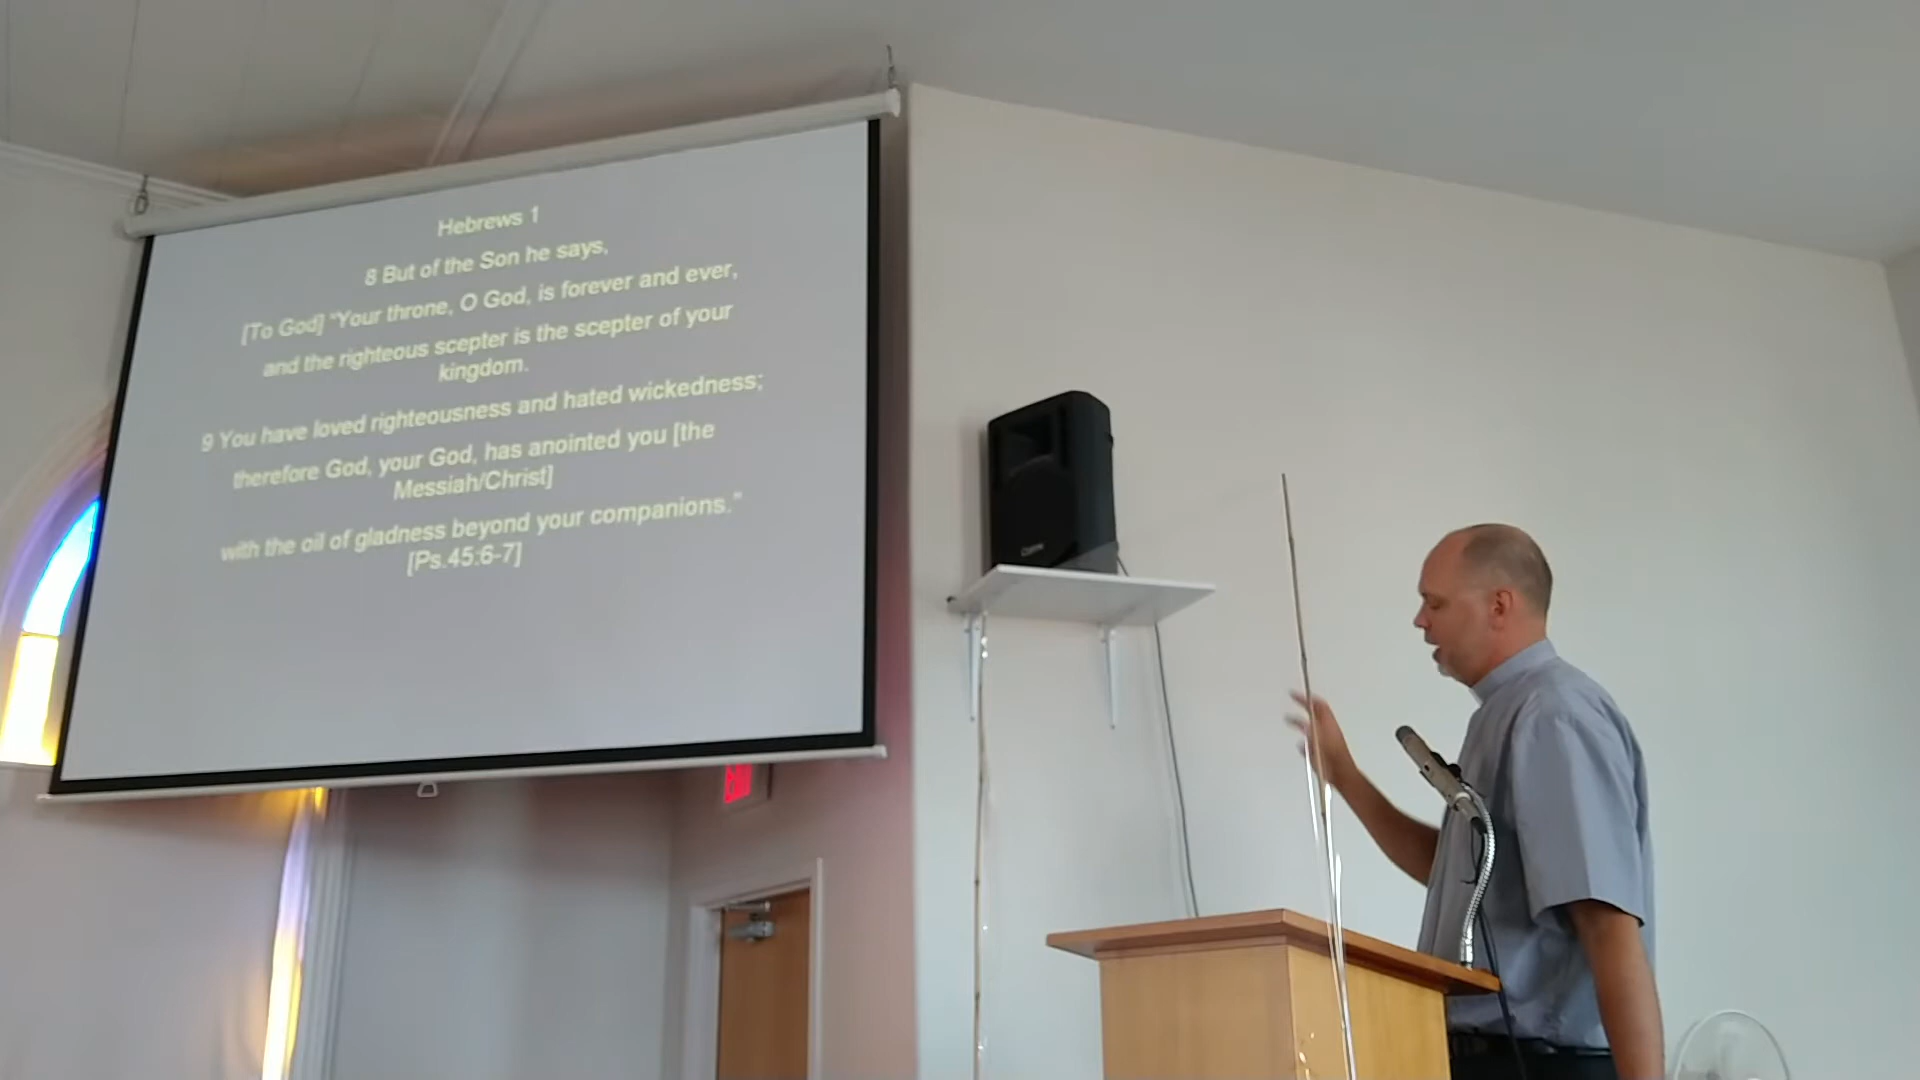 Hebrews 1
8 But of the Son he says,
[To God] "Your throne, O God, is forever and ever,
and the righteous scepter is the scepter of your
kingdom.
9 You have loved righteousness and hated wickedness;
therefore God, your God, has anointed you [the
Messiah/Christ]
with the oil of gladness beyond your companions."
[Ps.45:6-7]
EXIT